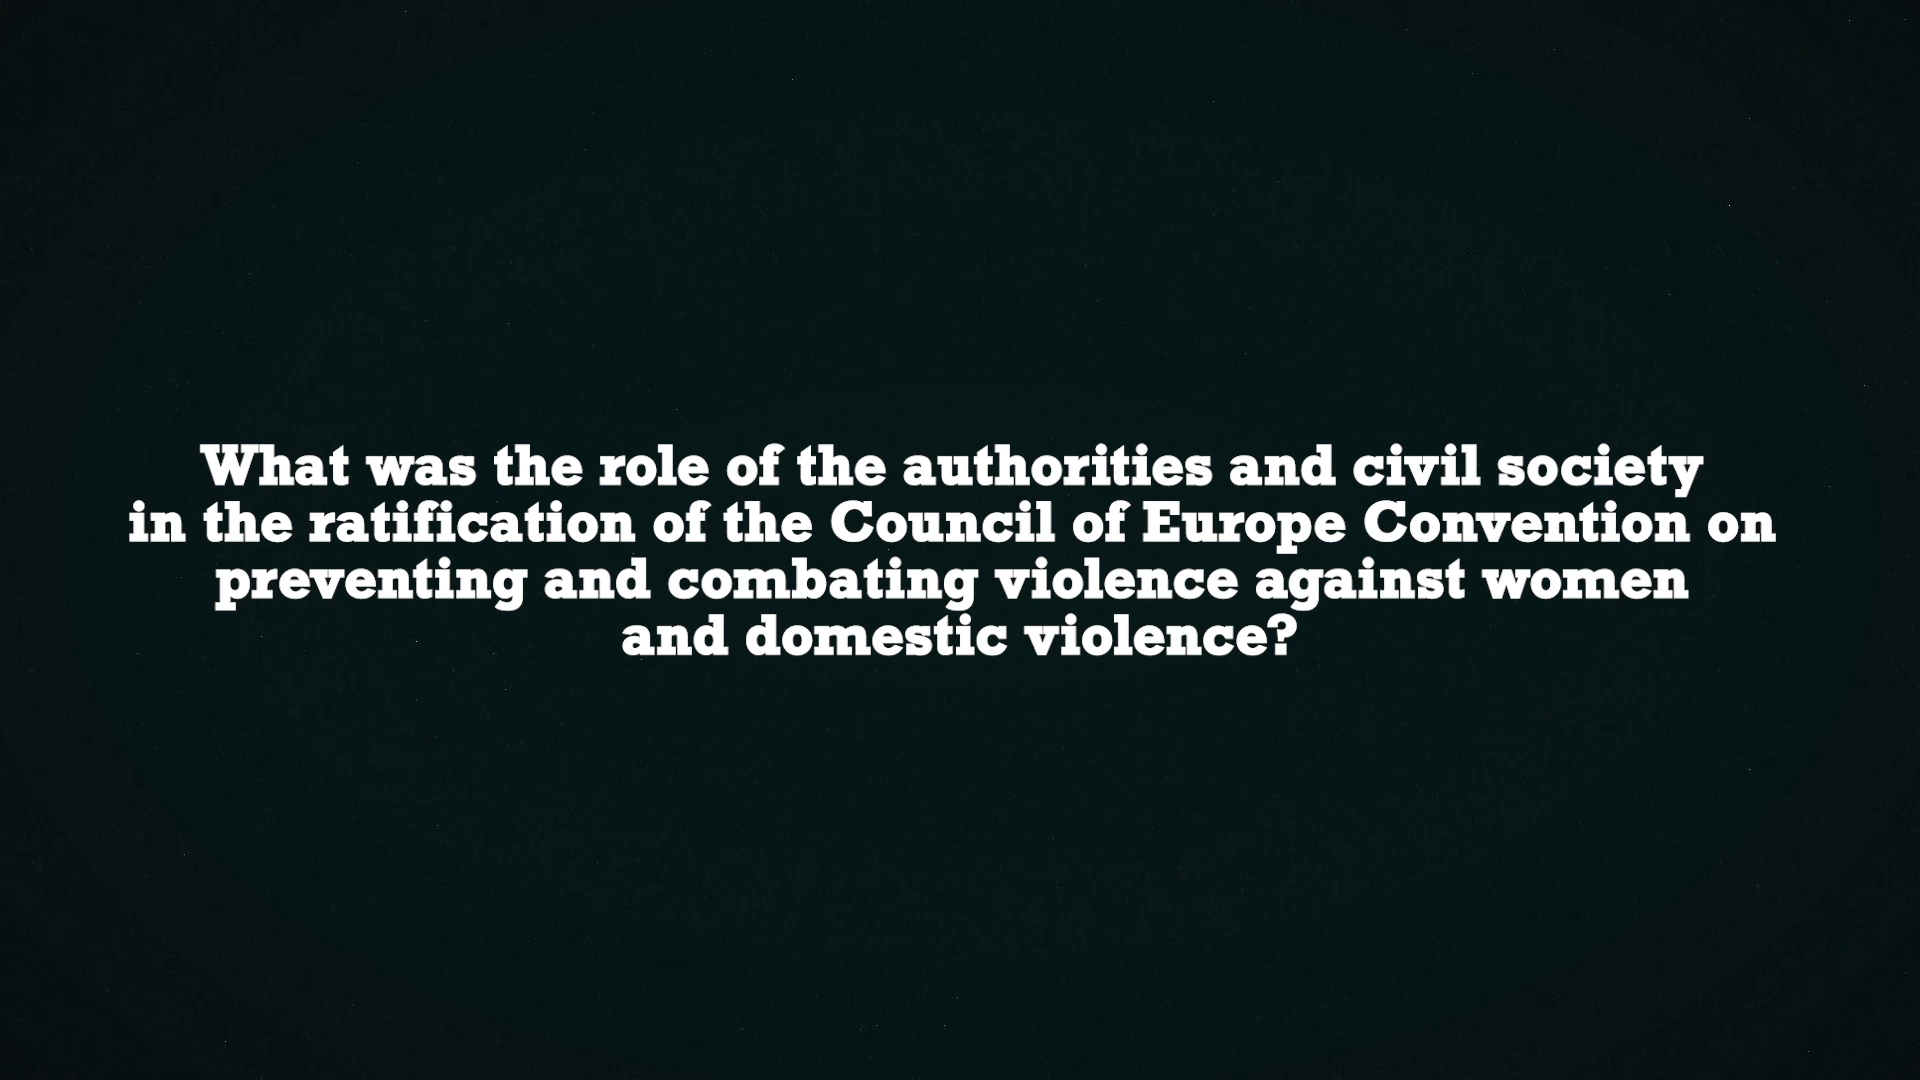 What was the role of the authorities and civil society
in the ratification of the Council of Europe Convention on
preventing and combating violence against women
and domestic violence?